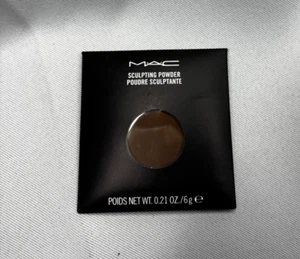 MAC
SCULPTING POWDER
POUDRE SCULPTANTE
POIDS NET WT. 0.21 OZ./6g ℮